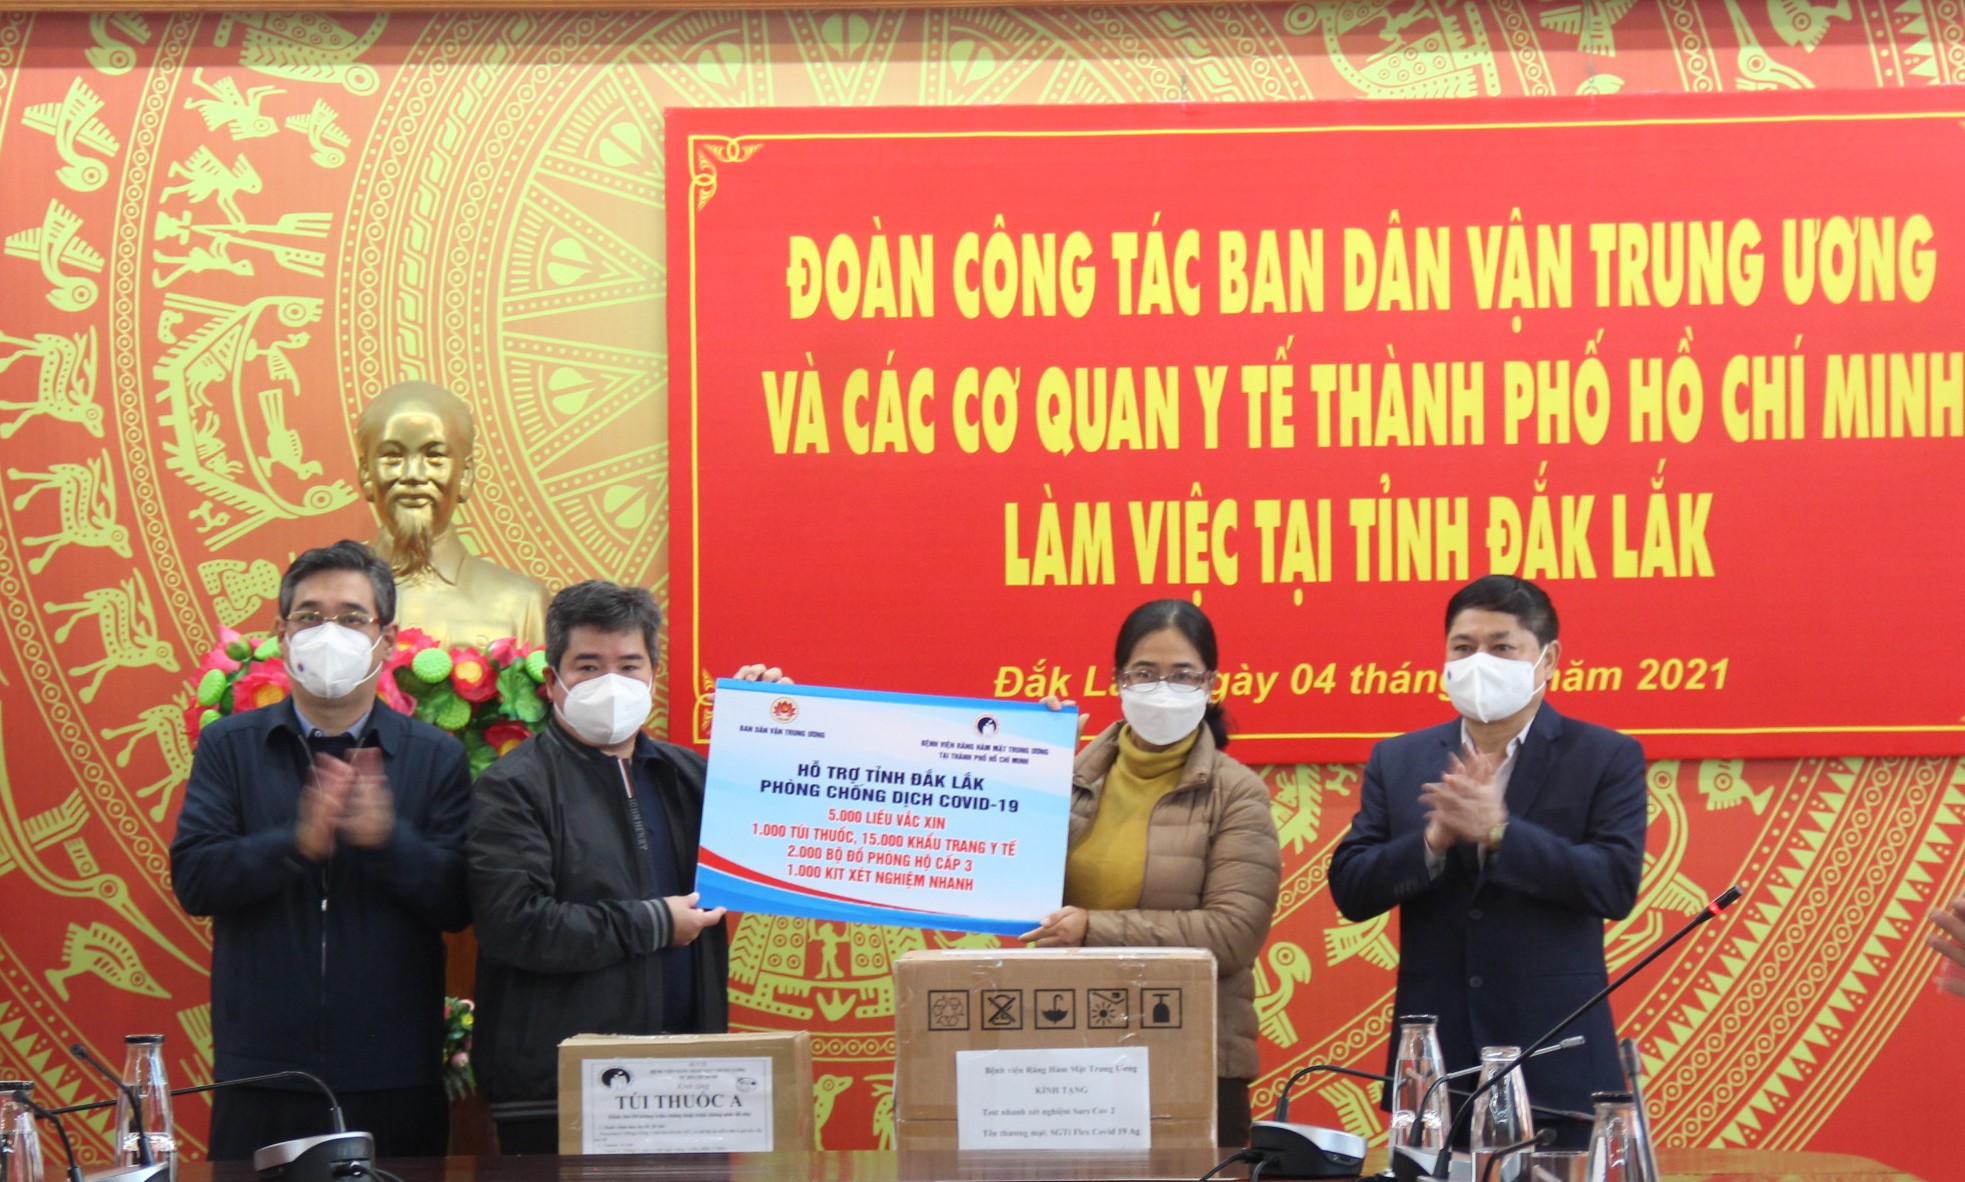 ĐOÀN CÔNG TÁC BAN DÂN VẬN TRUNG ƯƠNG
VÀ CÁC CƠ QUAN Y TẾ THÀNH PHỐ HỒ CHÍ MINH
LÀM VIỆC TẠI TỈNH ĐẮK LẮK
Đắk 04 năm 2021
BAN DÂN VẬN TRUNG ƯƠNG
BỆNH VIỆN RĂNG HÀM MẶT TRUNG ƯƠNG
TẠI THÀNH PHỐ HỒ CHÍ MINH
HỖ TRỢ TỈNH ĐẮK LẮK
PHÒNG CHỐNG DỊCH COVID-19
5.000 LIỀU VẮC XIN
1.000 TÚI THUỐC, 15.000 KHẨU TRANG Y TẾ
2.000 BỘ ĐỒ PHÒNG HỘ CẤP 3
1.000 KIT XÉT NGHIỆM NHANH
Kính tặng
TÚI THUỐC A
Bệnh viện Răng Hàm Mặt Trung Ương
KÍNH TẶNG
Test nhanh xét nghiệm Sars Cov 2
Tên thương mại: SGTi Flex Covid 19 Ag